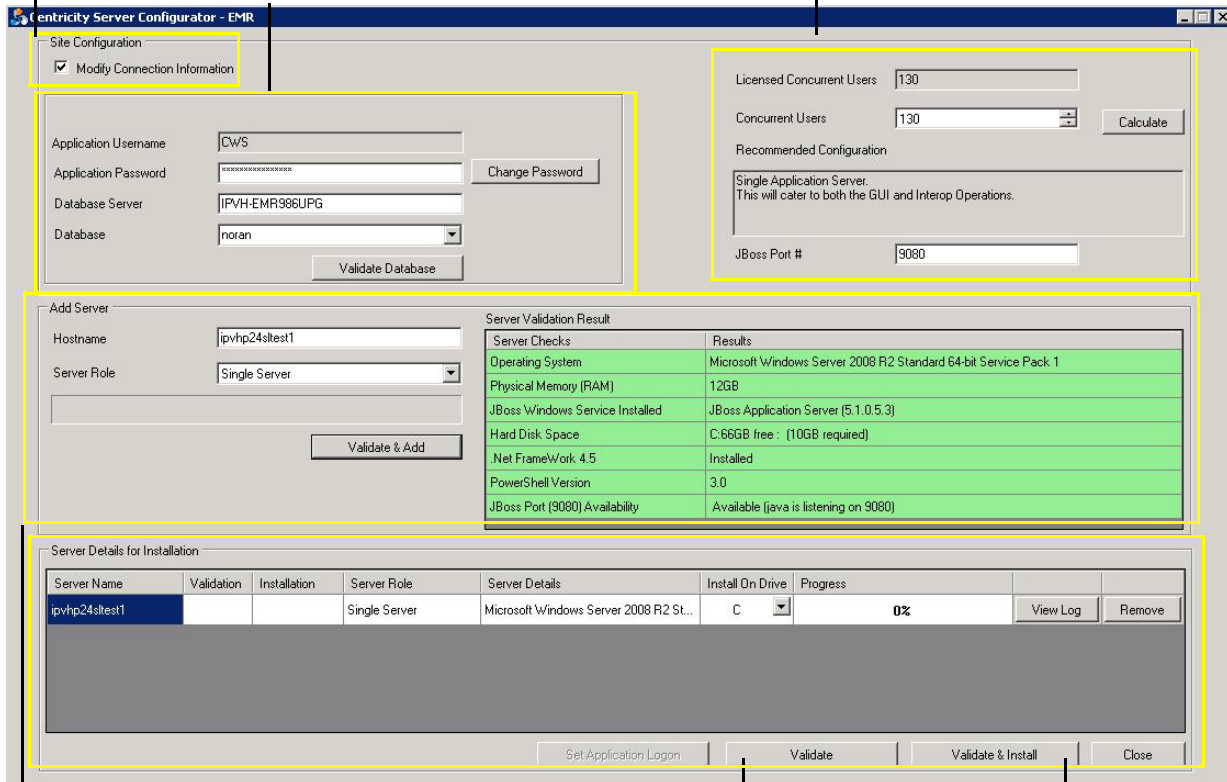 Centricity Server Configurator - EMR
Site Configuration
Modify Connection Information
Application Username CWS
Application Password ***************
Change Password
Database Server IPVH-EMR986UPG
Database noran
Validate Database
Licensed Concurrent Users 130
Concurrent Users 130
Calculate
Recommended Configuration
Single Application Server.
This will cater to both the GUI and Interop Operations.
JBoss Port # 9080
Add Server
Hostname ipvhp24sltest1
Server Role Single Server
Validate & Add
Server Validation Result
Server Checks Results
Operating System Microsoft Windows Server 2008 R2 Standard 64-bit Service Pack 1
Physical Memory (RAM) 12GB
JBoss Windows Service Installed JBoss Application Server (5.1.0.5.3)
Hard Disk Space C:66GB free : (10GB required)
.Net FrameWork 4.5 Installed
PowerShell Version 3.0
JBoss Port (9080) Availability Available (java is listening on 9080)
Server Details for Installation
Server Name Validation Installation Server Role Server Details Install On Drive Progress
ipvhp24sltest1 Single Server Microsoft Windows Server 2008 R2 St... C 0% View Log Remove
Set Application Logon Validate Validate & Install Close